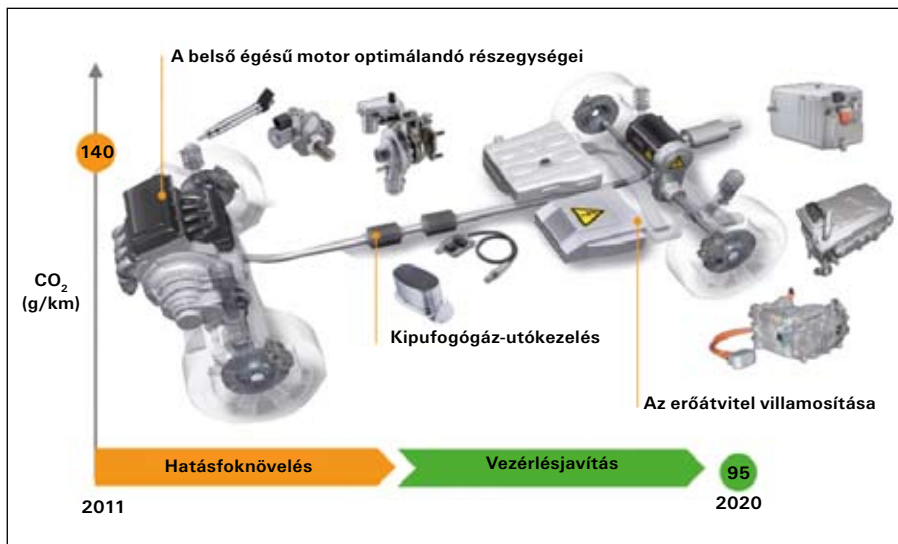 A belső égésű motor optimálandó részegységei
140
CO₂
(g/km)
Kipufogógáz-utókezelés
Az erőátvitel villamosítása
Hatásfoknövelés
Vezérlésjavítás
95
2011
2020